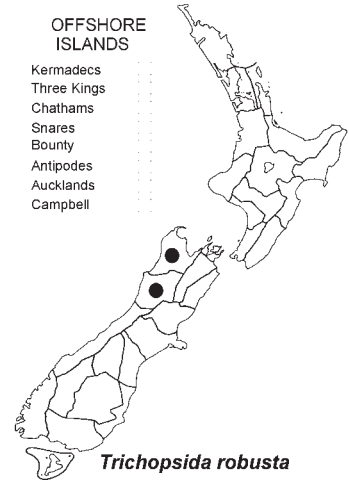 OFFSHORE
ISLANDS
Kermadecs
Three Kings
Chathams
Snares
Bounty
Antipodes
Aucklands
Campbell
Trichopsida robusta